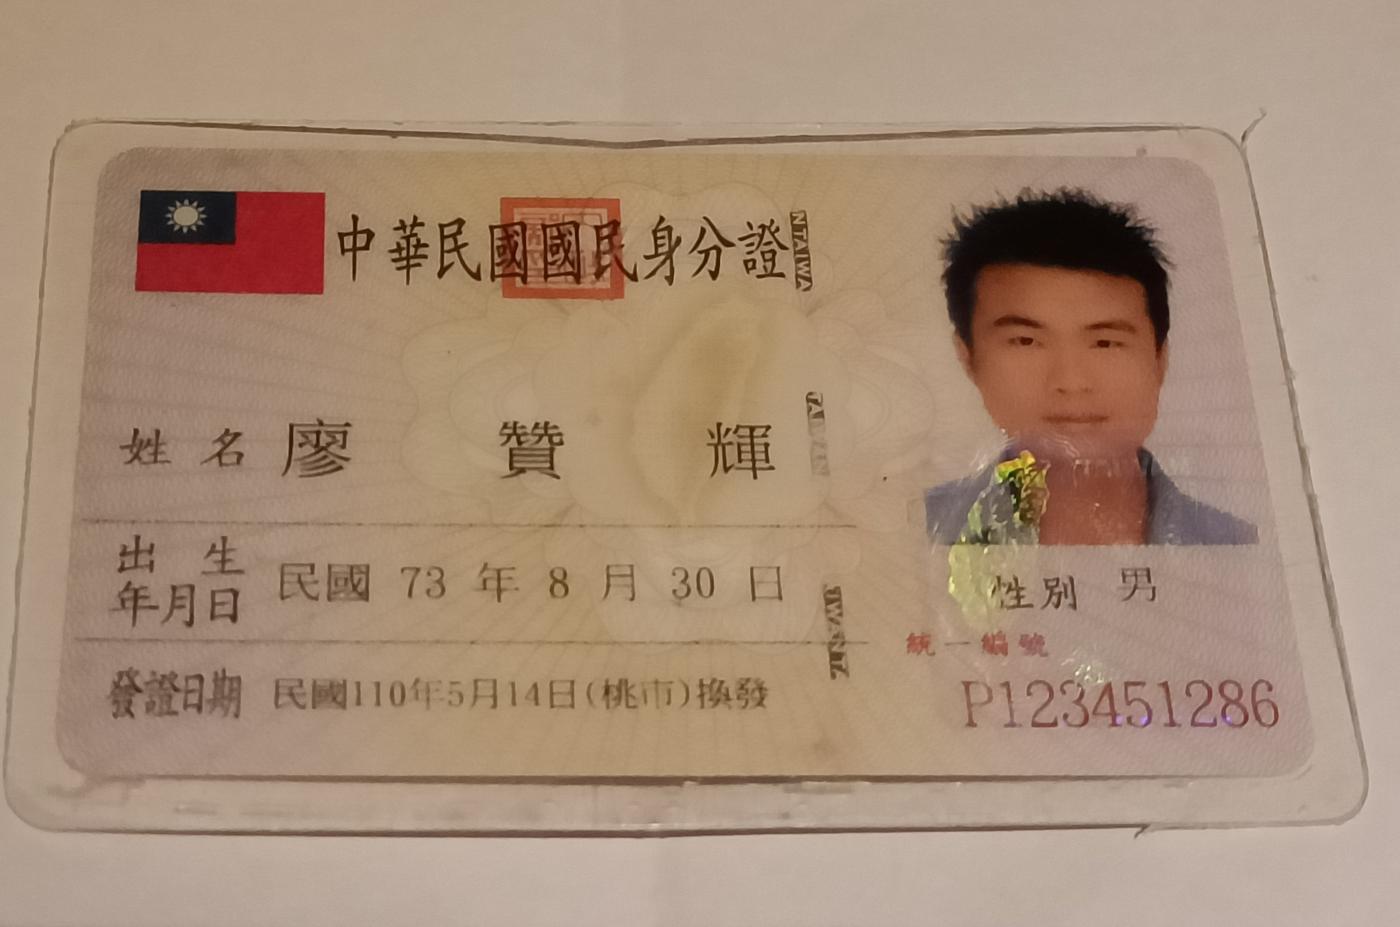 中華民國國民身分證
NTAIWA
姓名 廖贊輝
TAIWAN
出生年月日 民國 73 年 8 月 30 日
性別 男
統一編號
發證日期 民國110年5月14日(桃市)換發
P123451286